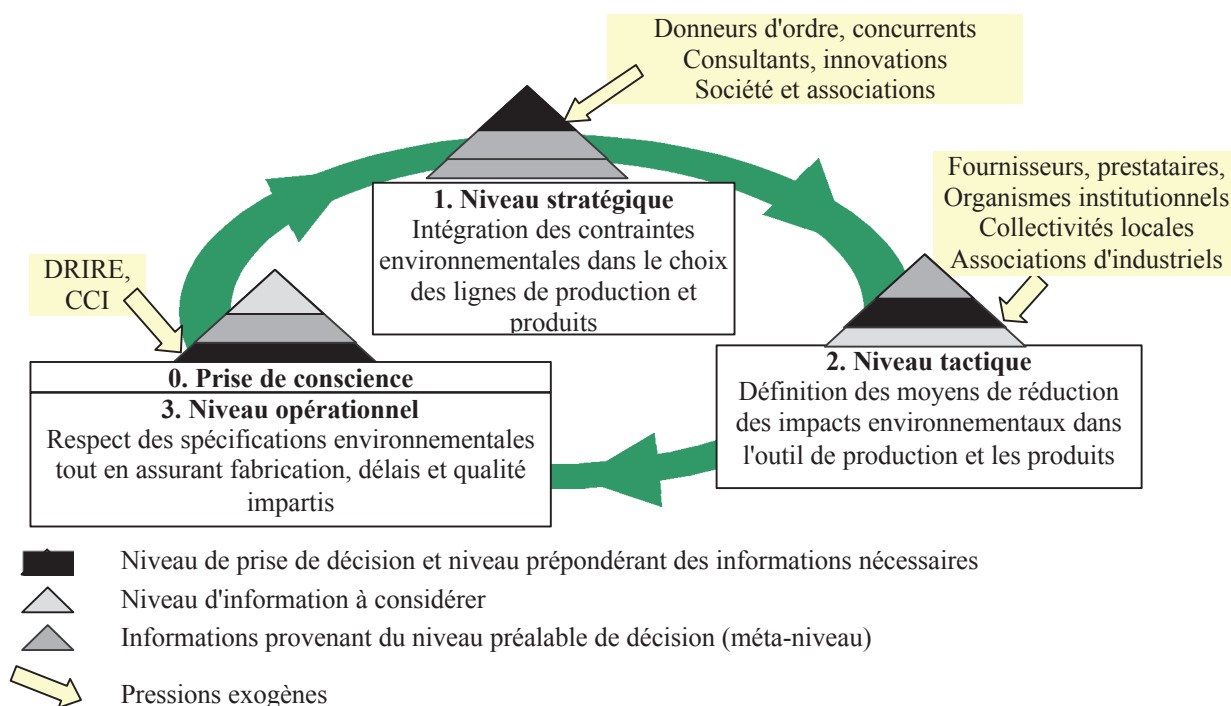 Donneurs d'ordre, concurrents
Consultants, innovations
Société et associations
Fournisseurs, prestataires,
Organismes institutionnels
Collectivités locales
Associations d'industriels
1. Niveau stratégique
Intégration des contraintes
environnementales dans le choix
des lignes de production et
produits
DRIRE,
CCI
2. Niveau tactique
Définition des moyens de réduction
des impacts environnementaux dans
l'outil de production et les produits
0. Prise de conscience
3. Niveau opérationnel
Respect des spécifications environnementales
tout en assurant fabrication, délais et qualité
impartis
Niveau de prise de décision et niveau prépondérant des informations nécessaires
Niveau d'information à considérer
Informations provenant du niveau préalable de décision (méta-niveau)
Pressions exogènes